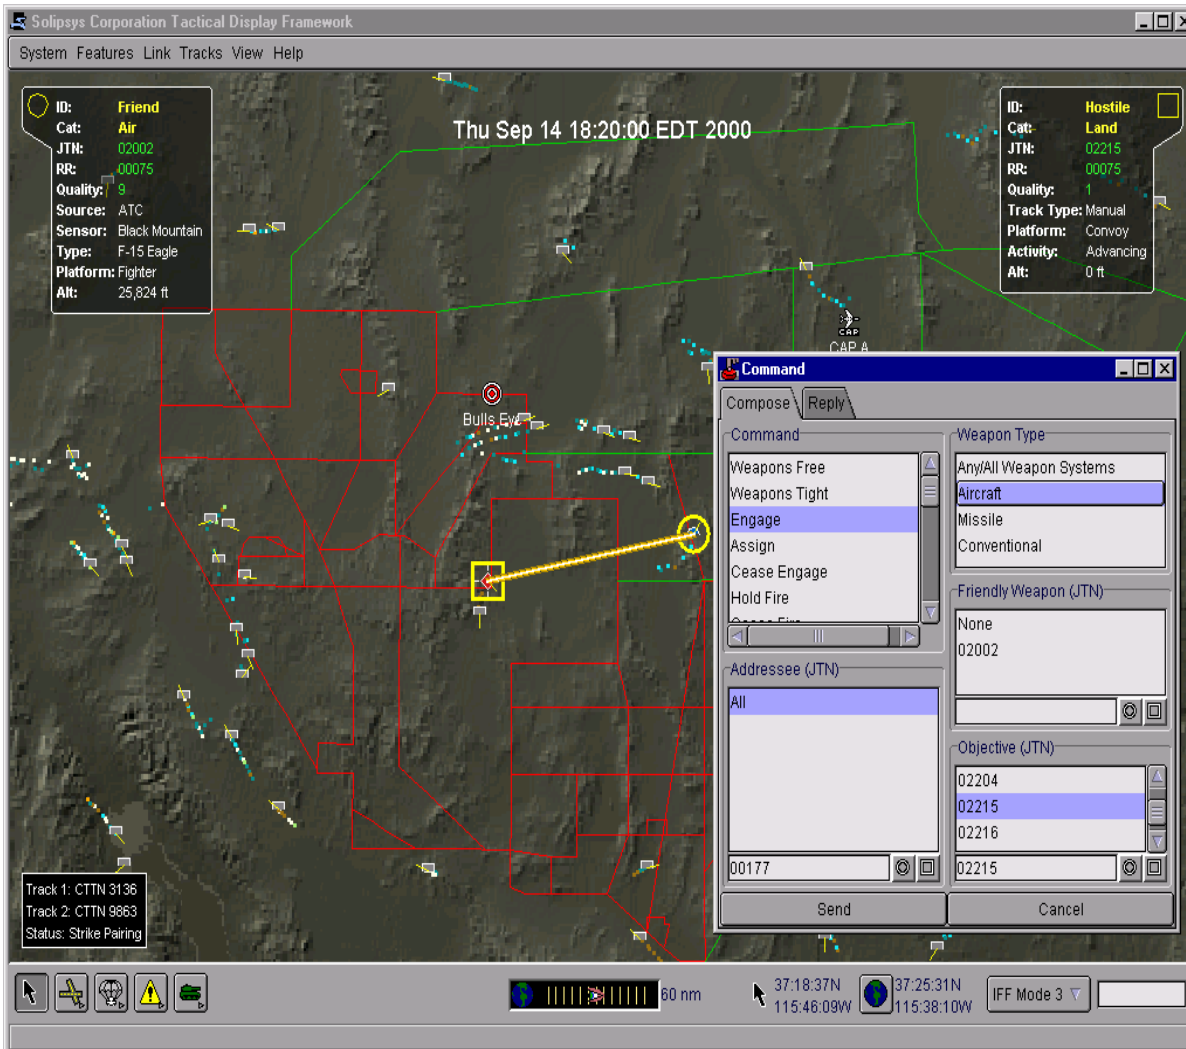 Solipsys Corporation Tactical Display Framework
System Features Link Tracks View Help
ID: Friend
Cat: Air
JTN: 02002
RR: 00075
Quality: 9
Source: ATC
Sensor: Black Mountain
Type: F-15 Eagle
Platform: Fighter
Alt: 25,824 ft
Thu Sep 14 18:20:00 EDT 2000
ID: Hostile
Cat: Land
JTN: 02215
RR: 00075
Quality: 1
Track Type: Manual
Platform: Convoy
Activity: Advancing
Alt: 0 ft
CAP
CAP A
Bulls Eye
Command
Compose Reply
Command
Weapons Free
Weapons Tight
Engage
Assign
Cease Engage
Hold Fire
Cease Fire
Weapon Type
Any/All Weapon Systems
Aircraft
Missile
Conventional
Friendly Weapon (JTN)
None
02002
Addressee (JTN)
All
00177
Objective (JTN)
02204
02215
02216
02215
Send
Cancel
Track 1: CTTN 3136
Track 2: CTTN 9863
Status: Strike Pairing
60 nm
37:18:37N
115:46:09W
37:25:31N
115:38:10W
IFF Mode 3